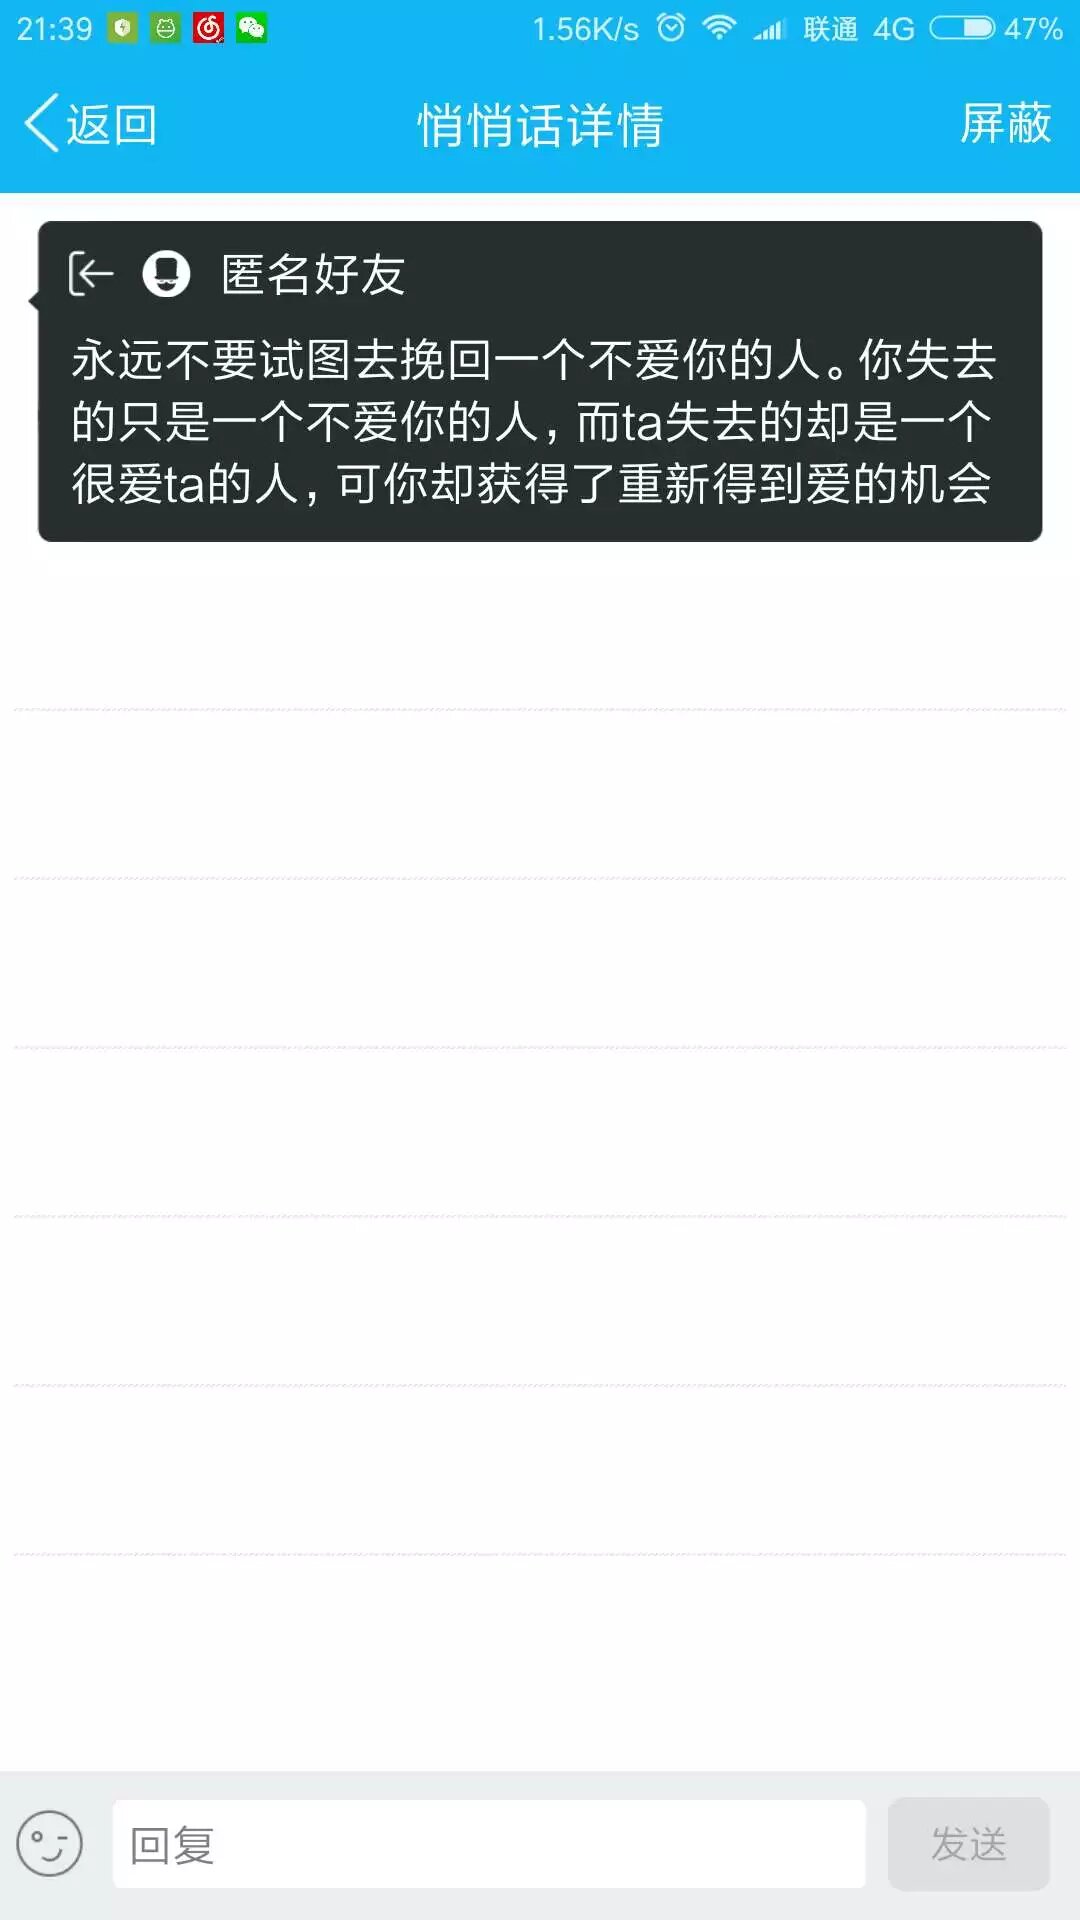 21:39 1.56K/s 联通 4G 47%
返回 悄悄话详情 屏蔽
匿名好友
永远不要试图去挽回一个不爱你的人。你失去
的只是一个不爱你的人，而ta失去的却是一个
很爱ta的人，可你却获得了重新得到爱的机会
回复 发送